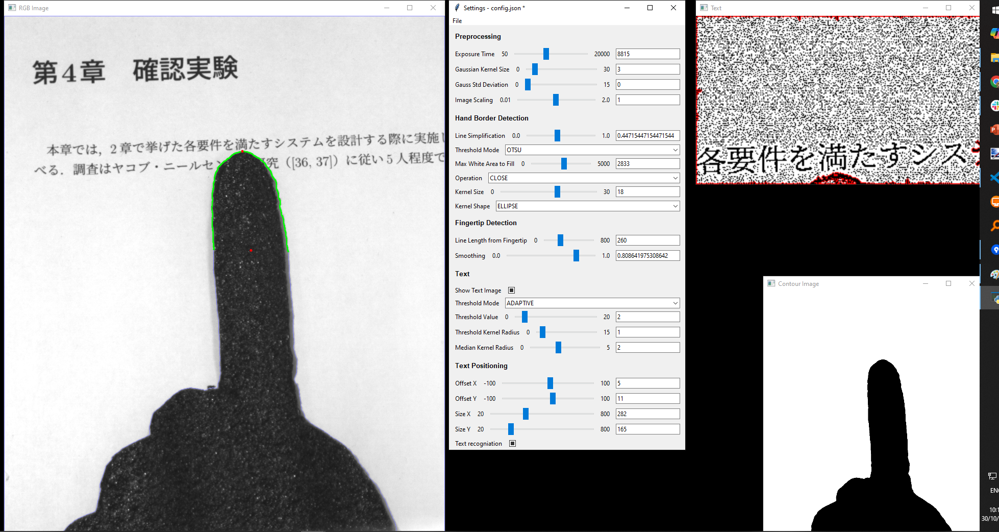 RGB Image
第4章 確認実験
本章では，2章で挙げた各要件を満たすシステムを設計する際に実施し
べる．調査はヤコブ・ニールセン
究（[36, 37]）に従い5人程度で
Settings - config.json *
File
Preprocessing
Exposure Time 50 20000 8815
Gaussian Kernel Size 0 30 3
Gauss Std Deviation 0 15 0
Image Scaling 0.01 2.0 1
Hand Border Detection
Line Simplification 0.0 1.0 0.44715447154471544
Threshold Mode OTSU
Max White Area to Fill 0 5000 2833
Operation CLOSE
Kernel Size 0 30 18
Kernel Shape ELLIPSE
Fingertip Detection
Line Length from Fingertip 0 800 260
Smoothing 0.0 1.0 0.808641975308642
Text
Show Text Image
Threshold Mode ADAPTIVE
Threshold Value 0 20 2
Threshold Kernel Radius 0 15 1
Median Kernel Radius 0 5 2
Text Positioning
Offset X -100 100 5
Offset Y -100 100 11
Size X 20 800 282
Size Y 20 800 165
Text recogniation
Text
各要件を満たすシス
Contour Image
ENG
10:1
30/10/